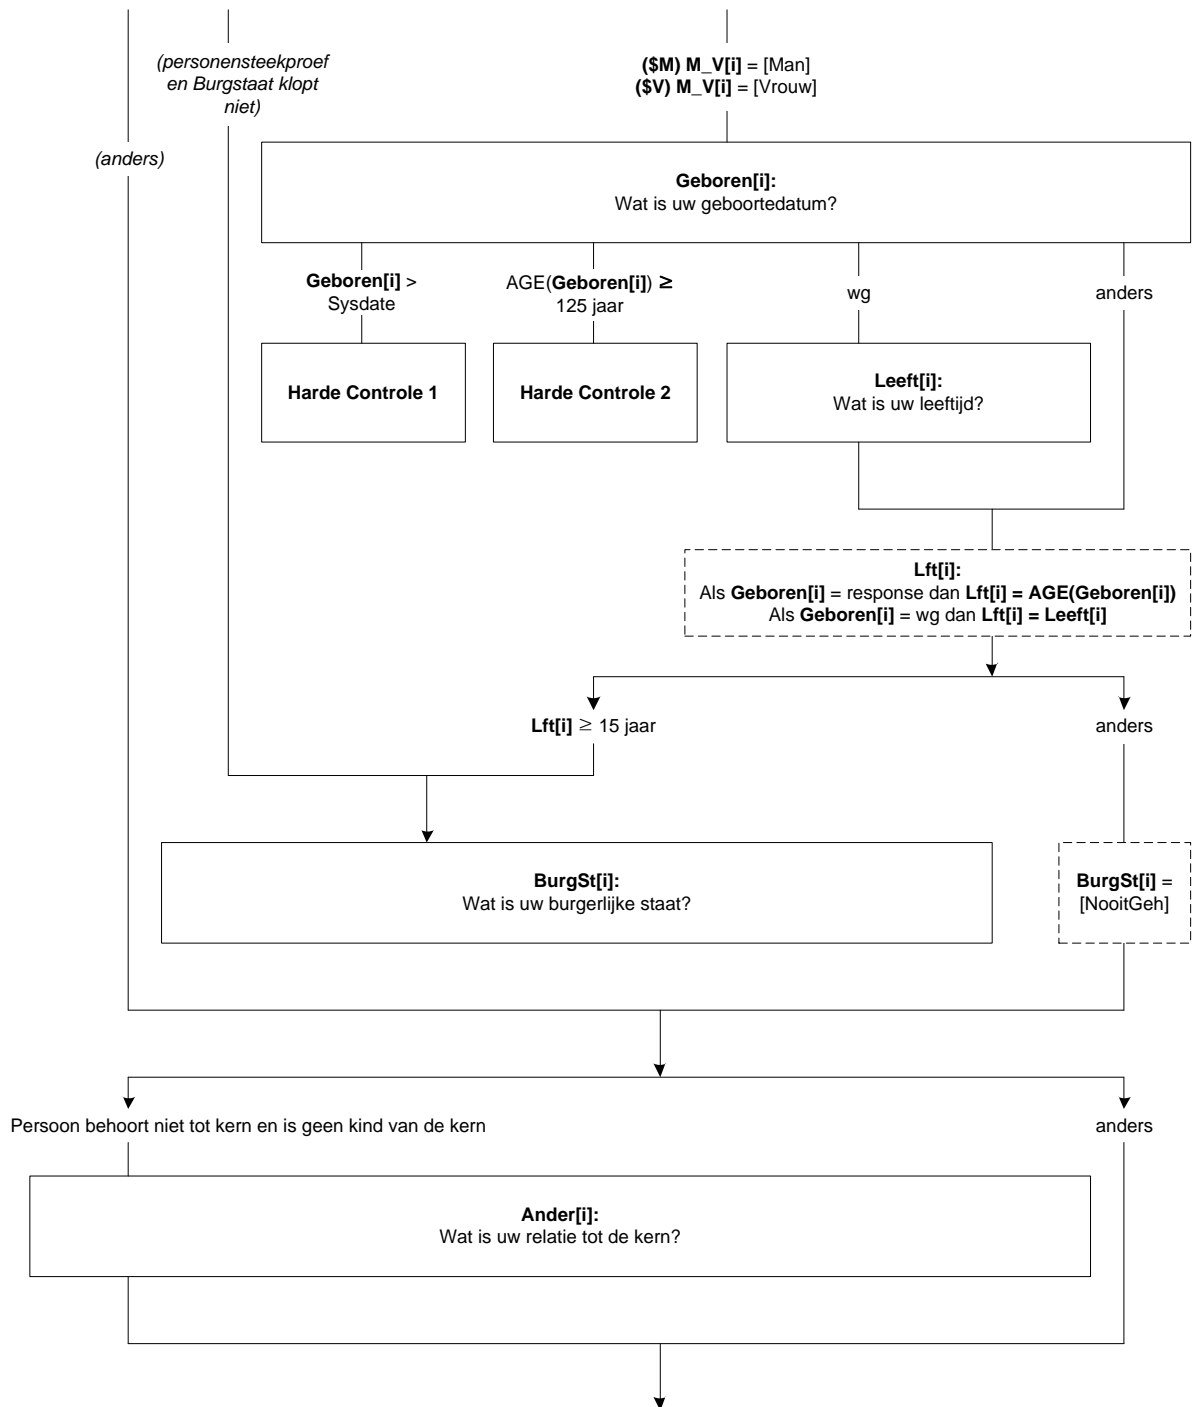 (personensteekproef
en Burgstaat klopt
niet)
($M) M_V[i] = [Man]
($V) M_V[i] = [Vrouw]
(anders)
Geboren[i]:
Wat is uw geboortedatum?
Geboren[i] >
Sysdate
AGE(Geboren[i]) ≥
125 jaar
wg
anders
Harde Controle 1
Harde Controle 2
Leeft[i]:
Wat is uw leeftijd?
Lft[i]:
Als Geboren[i] = response dan Lft[i] = AGE(Geboren[i])
Als Geboren[i] = wg dan Lft[i] = Leeft[i]
Lft[i] ≥ 15 jaar
anders
BurgSt[i]:
Wat is uw burgerlijke staat?
BurgSt[i] =
[NooitGeh]
Persoon behoort niet tot kern en is geen kind van de kern
anders
Ander[i]:
Wat is uw relatie tot de kern?